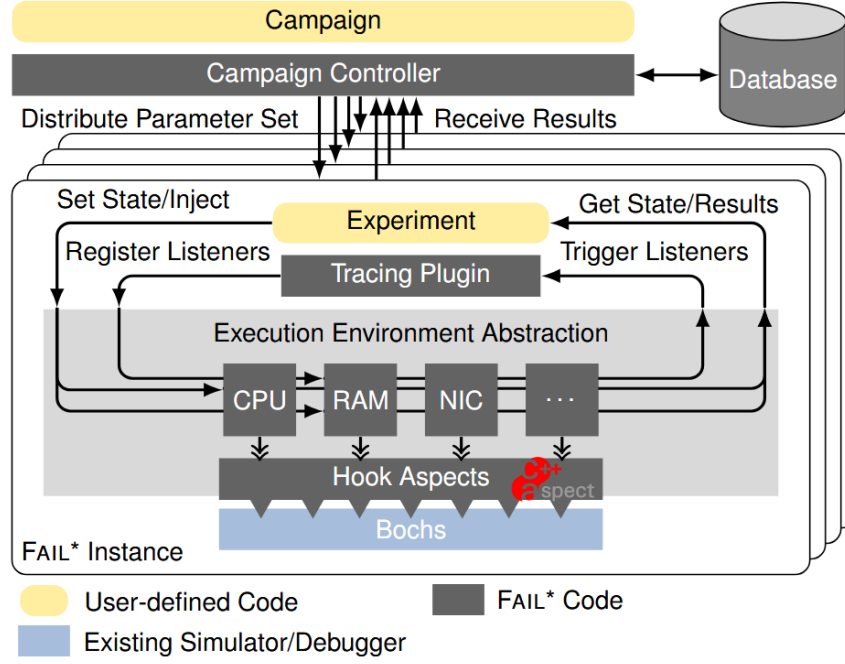 Campaign
Campaign Controller
Database
Distribute Parameter Set
Receive Results
Set State/Inject
Experiment
Get State/Results
Register Listeners
Tracing Plugin
Trigger Listeners
Execution Environment Abstraction
CPU
RAM
NIC
...
Hook Aspects
C++
aspect
Bochs
FAIL* Instance
User-defined Code
FAIL* Code
Existing Simulator/Debugger